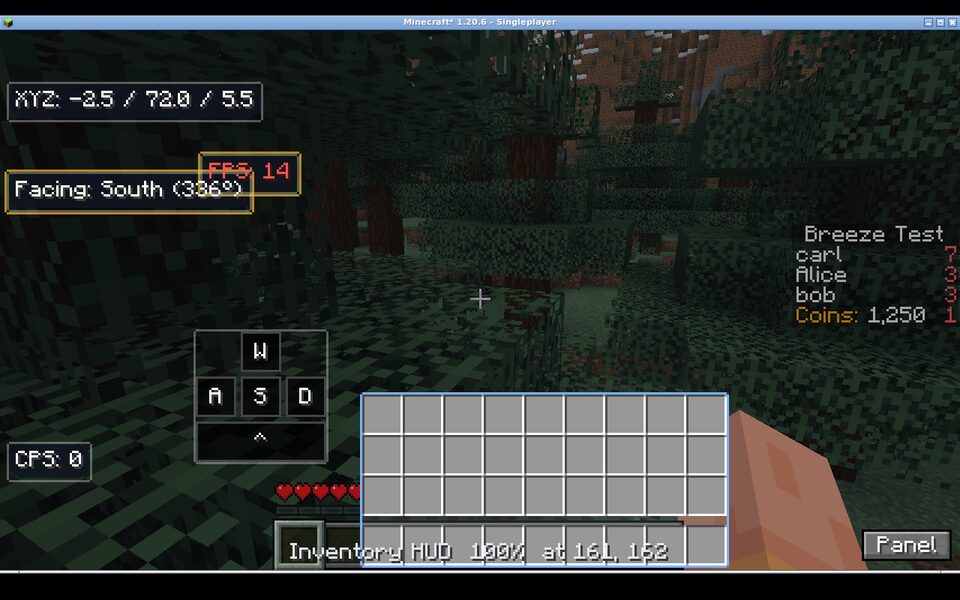 Minecraft* 1.20.6 - Singleplayer
XYZ: -2.5 / 72.0 / 5.5
FPS: 14
Facing: South (336°)
Breeze Test
carl 7
Alice 3
bob 3
Coins: 1,250 1
W
A S D
^
CPS: 0
Inventory HUD 100% at 161, 162
Panel